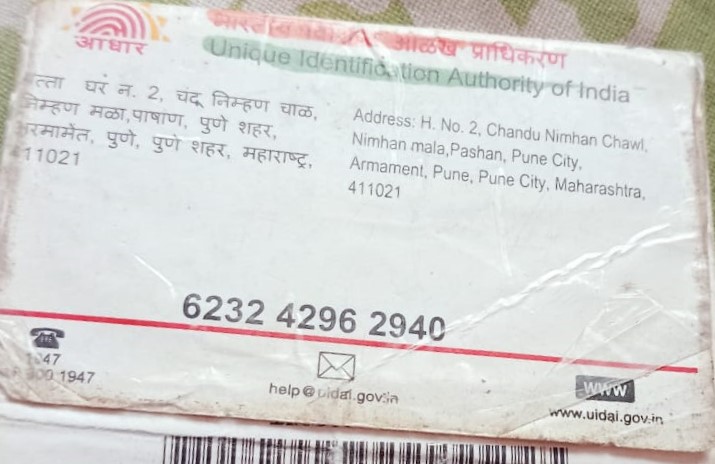 आधार
भारतीय विशिष्ट ओळख प्राधिकरण
Unique Identification Authority of India
पत्ता घर न. 2, चंदू निम्हण चाळ,
निम्हण मळा,पाषाण, पुणे शहर,
पुणे, पुणे शहर, महाराष्ट्र,
411021
Address: H. No. 2, Chandu Nimhan Chawl,
Nimhan mala,Pashan, Pune City,
Armament, Pune, Pune City, Maharashtra,
411021
6232 4296 2940
1947
1947
help@uidai.gov.in
WWW
www.uidai.gov.in